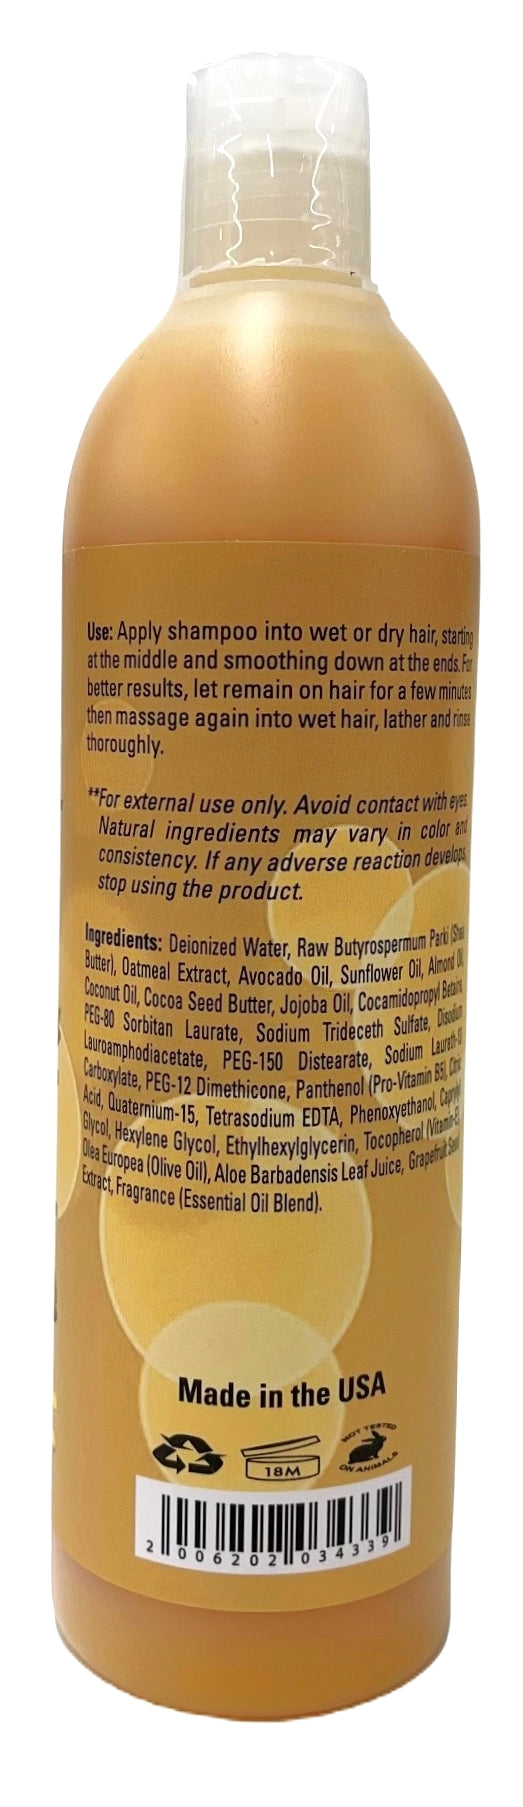 Use: Apply shampoo into wet or dry hair, starting
at the middle and smoothing down at the ends. For
better results, let remain on hair for a few minutes
then massage again into wet hair, lather and rinse
thoroughly.
**For external use only. Avoid contact with eyes.
Natural ingredients may vary in color and
consistency. If any adverse reaction develops,
stop using the product.
Ingredients: Deionized Water, Raw Butyrospermum Parkii (Shea
Butter), Oatmeal Extract, Avocado Oil, Sunflower Oil, Almond Oil,
Coconut Oil, Cocoa Seed Butter, Jojoba Oil, Cocamidopropyl Betaine,
PEG-80 Sorbitan Laurate, Sodium Trideceth Sulfate, Disodium
Lauroamphodiacetate, PEG-150 Distearate, Sodium Laureth-13
Carboxylate, PEG-12 Dimethicone, Panthenol (Pro-Vitamin B5), Citric
Acid, Quaternium-15, Tetrasodium EDTA, Phenoxyethanol, Caprylyl
Glycol, Hexylene Glycol, Ethylhexylglycerin, Tocopherol (Vitamin-E),
Olea Europea (Olive Oil), Aloe Barbadensis Leaf Juice, Grapefruit Seed
Extract, Fragrance (Essential Oil Blend).
Made in the USA
NOT TESTED
18M
ON ANIMALS
2 006202 034339